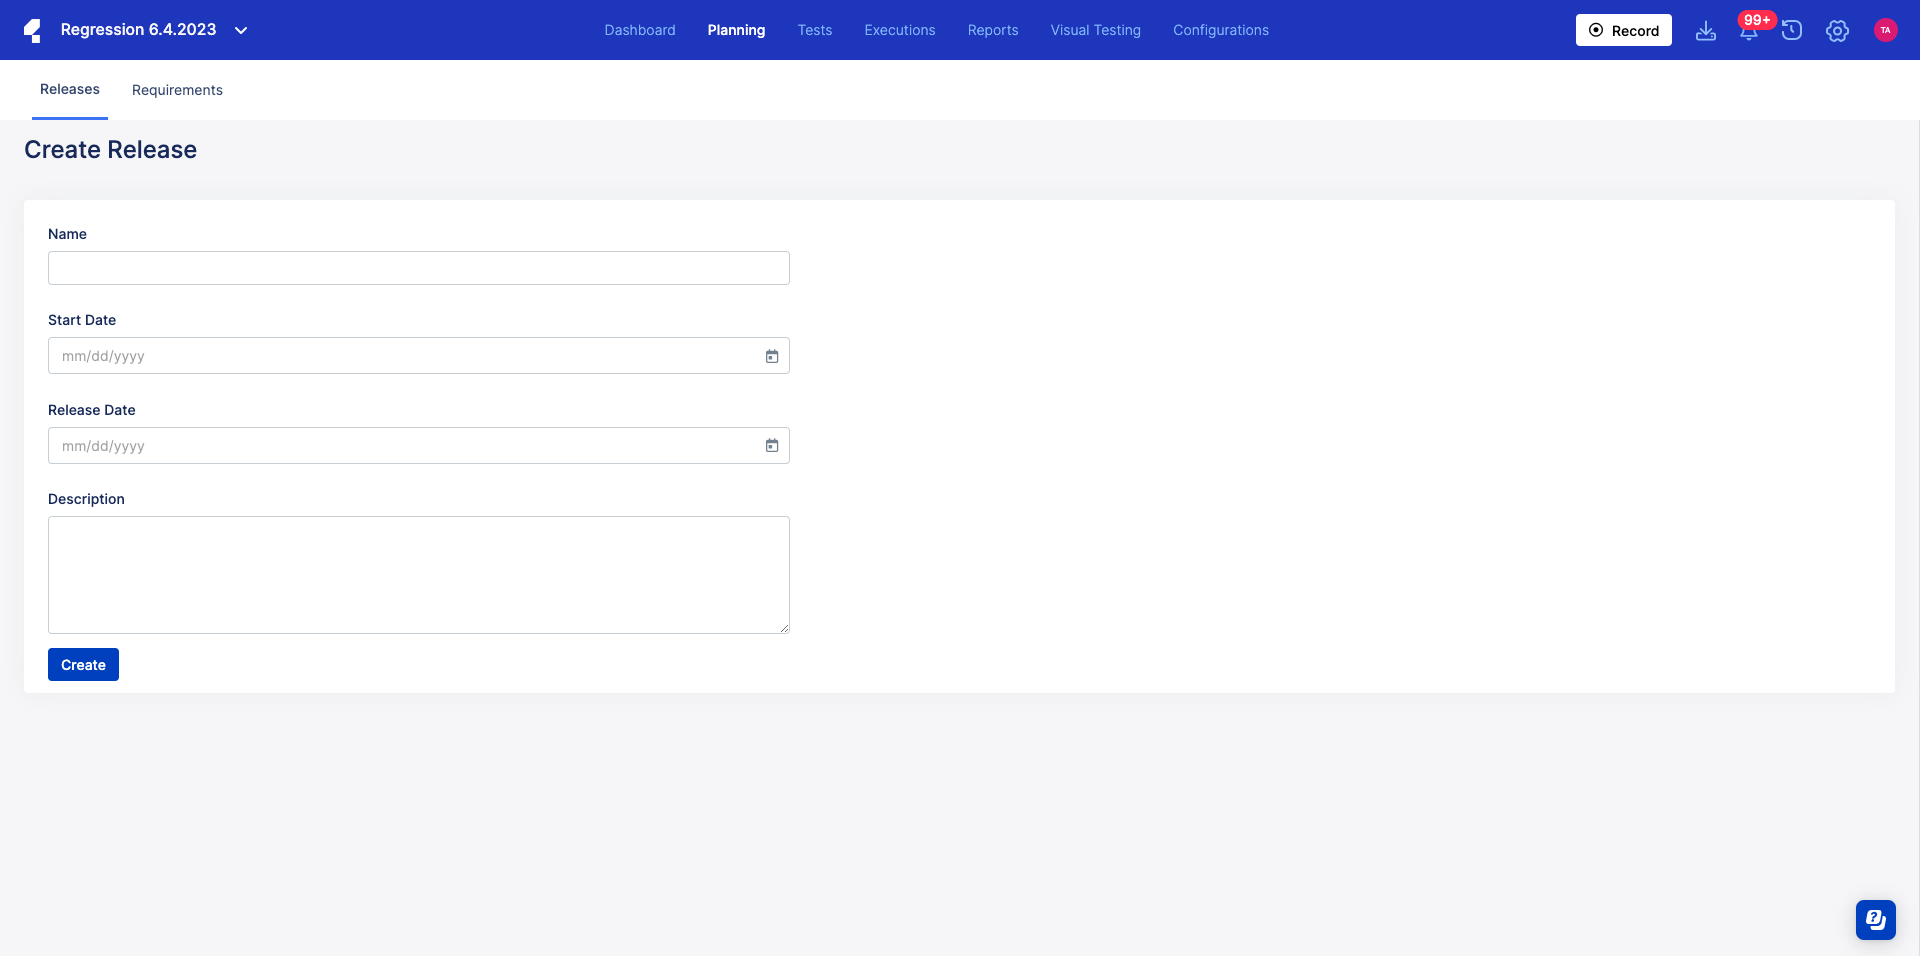 Regression 6.4.2023
Dashboard Planning Tests Executions Reports Visual Testing Configurations
Record
99+
TA
Releases Requirements
Create Release
Name
Start Date
mm/dd/yyyy
Release Date
mm/dd/yyyy
Description
Create
?